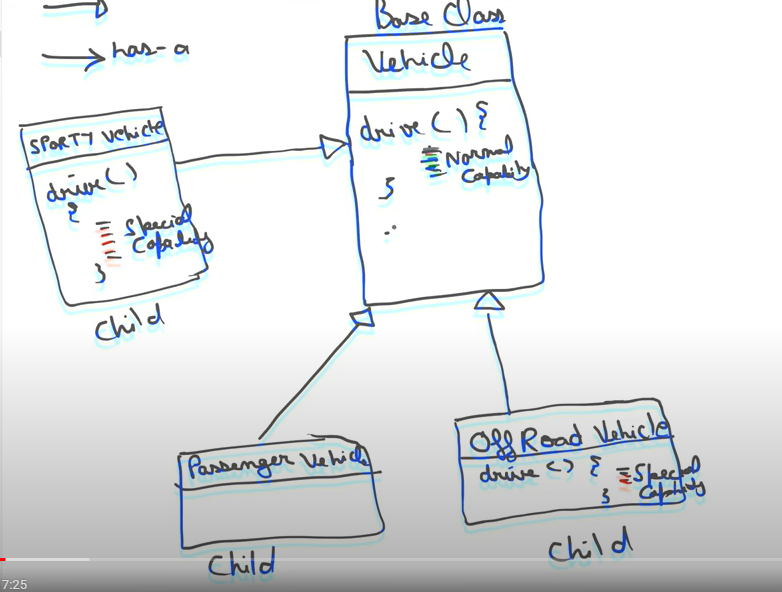 has-a
Base Class
Vehicle
drive () {
Normal
Capability
}
SPORTY Vehicle
drive()
{
Special
Capability
}
Child
Passenger Vehicle
Child
Off Road Vehicle
drive () {
Special
Capability
}
Child
7:25